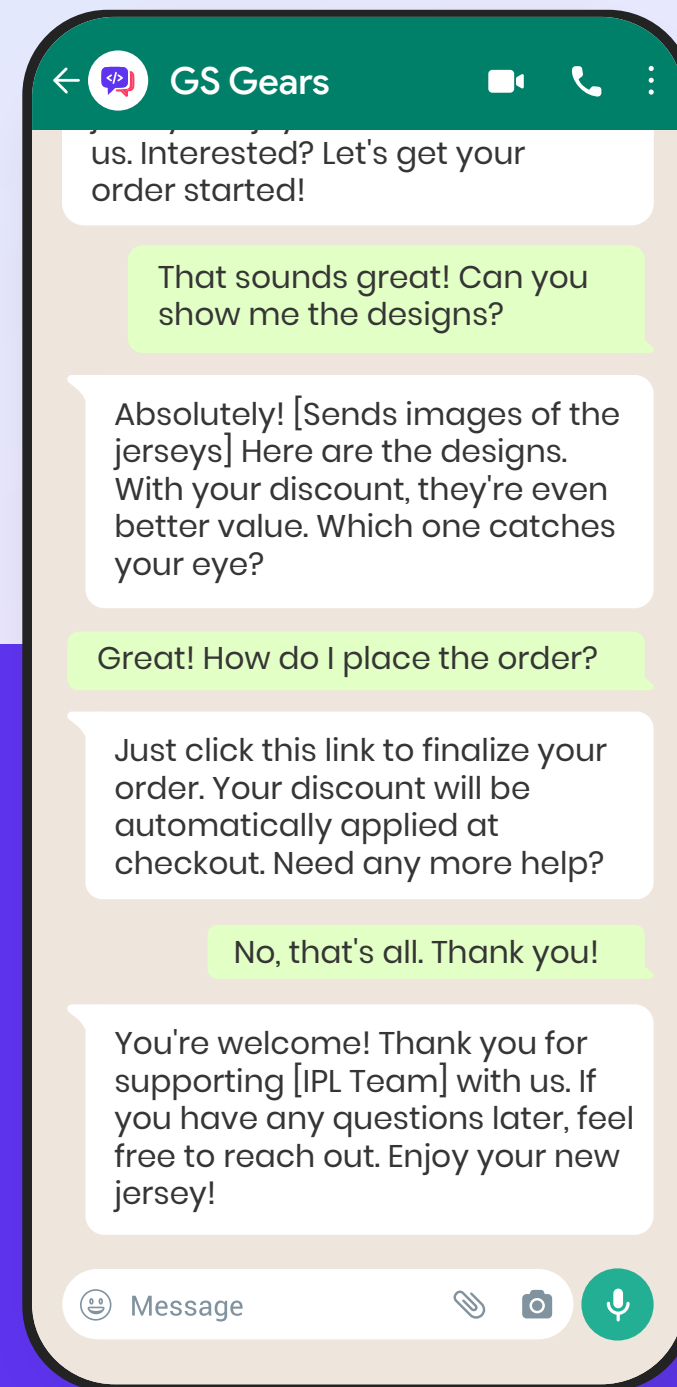 GS Gears
us. Interested? Let's get your
order started!
That sounds great! Can you
show me the designs?
Absolutely! [Sends images of the
jerseys] Here are the designs.
With your discount, they're even
better value. Which one catches
your eye?
Great! How do I place the order?
Just click this link to finalize your
order. Your discount will be
automatically applied at
checkout. Need any more help?
No, that's all. Thank you!
You're welcome! Thank you for
supporting [IPL Team] with us. If
you have any questions later, feel
free to reach out. Enjoy your new
jersey!
Message